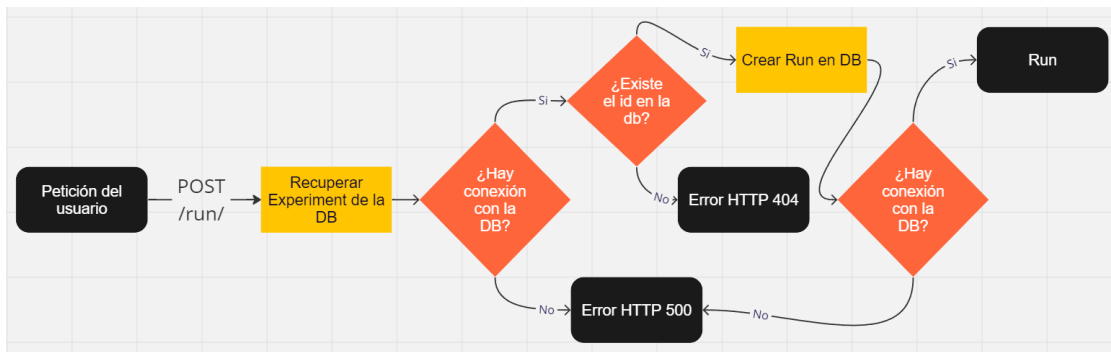 Petición del
usuario
POST
/run/
Recuperar
Experiment de la
DB
¿Hay
conexión
con la
DB?
Si
¿Existe
el id en la
db?
Si
Crear Run en DB
No
Error HTTP 404
No
Error HTTP 500
¿Hay
conexión
con la
DB?
Si
Run
No